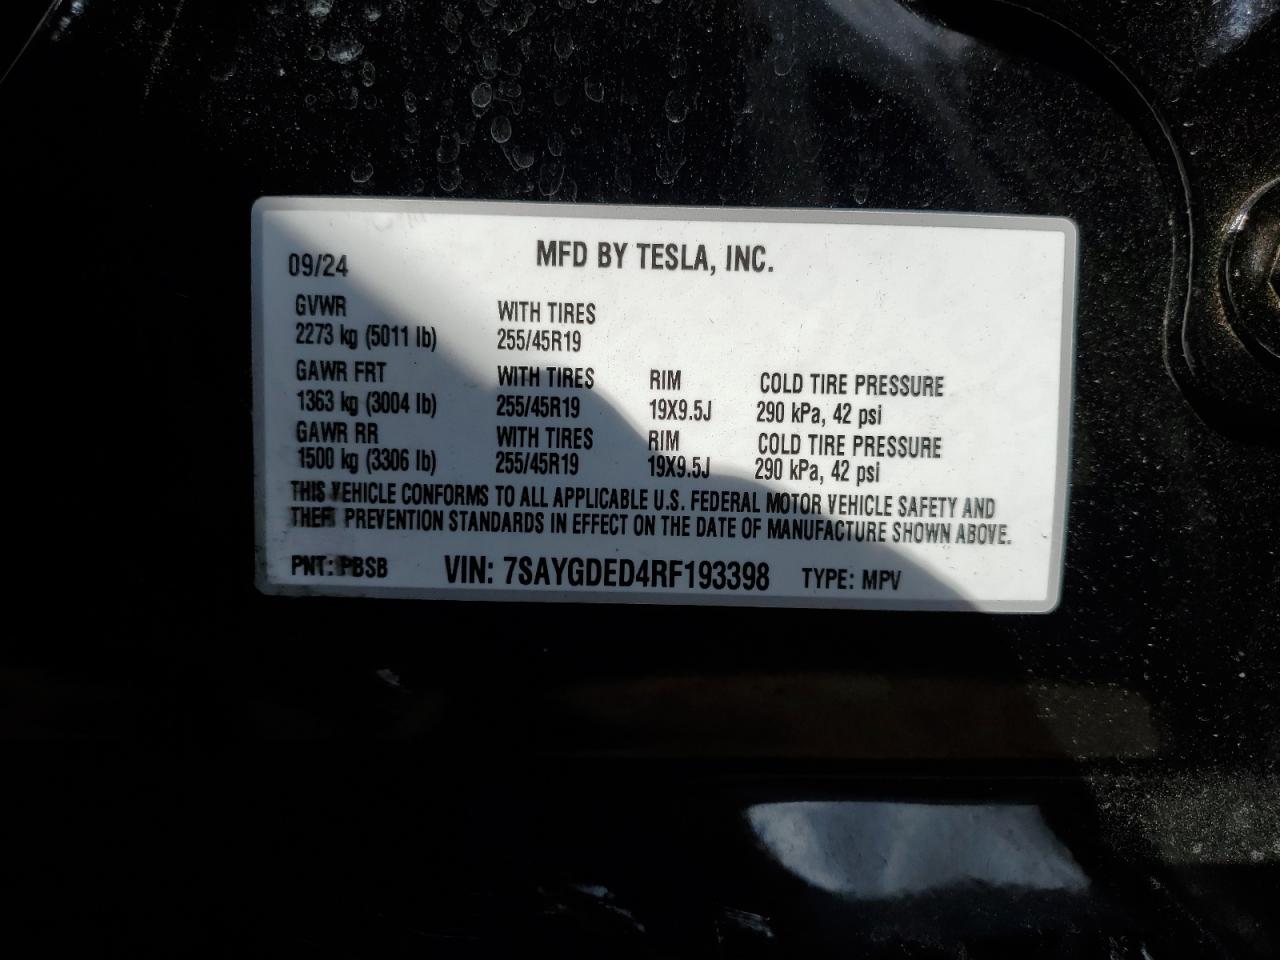 MFD BY TESLA, INC.
09/24
GVWR WITH TIRES
2273 kg (5011 lb) 255/45R19
GAWR FRT WITH TIRES RIM COLD TIRE PRESSURE
1363 kg (3004 lb) 255/45R19 19X9.5J 290 kPa, 42 psi
GAWR RR WITH TIRES RIM COLD TIRE PRESSURE
1500 kg (3306 lb) 255/45R19 19X9.5J 290 kPa, 42 psi
THIS VEHICLE CONFORMS TO ALL APPLICABLE U.S. FEDERAL MOTOR VEHICLE SAFETY AND
THEFT PREVENTION STANDARDS IN EFFECT ON THE DATE OF MANUFACTURE SHOWN ABOVE.
PNT: PBSB VIN: 7SAYGDED4RF193398 TYPE: MPV